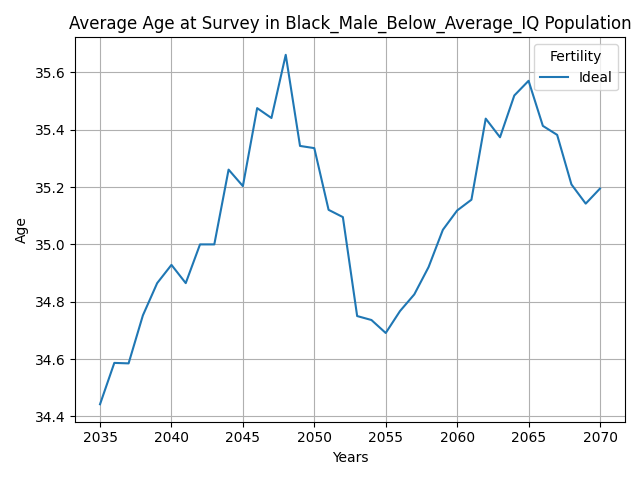 Average Age at Survey in Black_Male_Below_Average_IQ Population
Fertility
Ideal
Age
35.6
35.4
35.2
35.0
34.8
34.6
34.4
2035 2040 2045 2050 2055 2060 2065 2070
Years